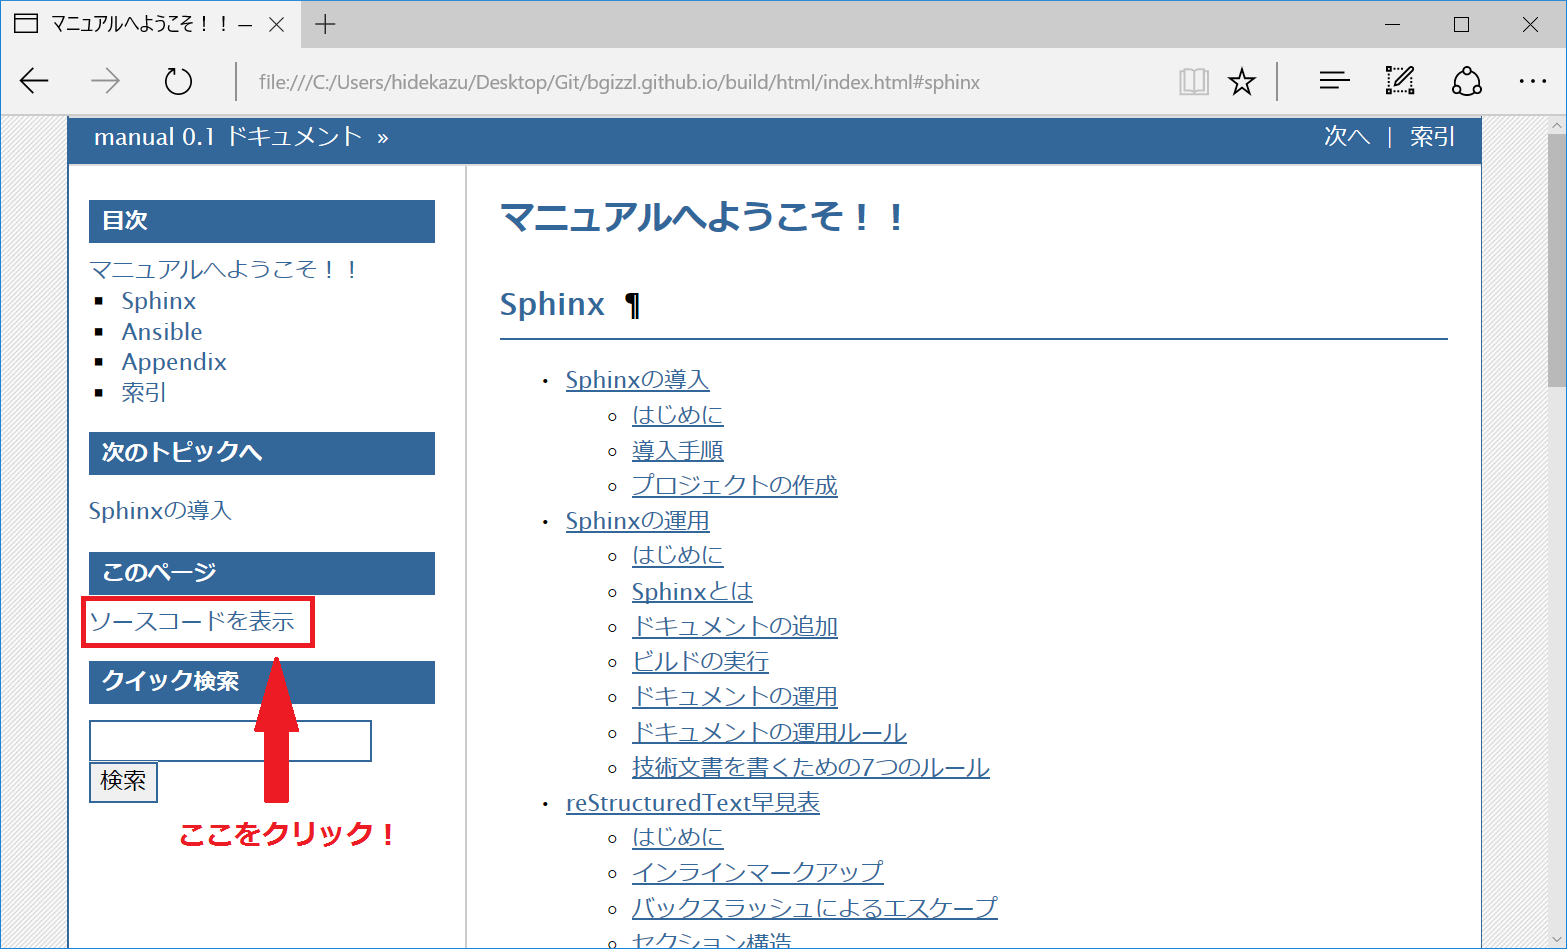 マニュアルへようこそ！！ –
file:///C:/Users/hidekazu/Desktop/Git/bgizzl.github.io/build/html/index.html#sphinx
manual 0.1 ドキュメント »
次へ | 索引
目次
マニュアルへようこそ！！
Sphinx
Ansible
Appendix
索引
次のトピックへ
Sphinxの導入
このページ
ソースコードを表示
クイック検索
検索
ここをクリック！
マニュアルへようこそ！！
Sphinx ¶
Sphinxの導入
はじめに
導入手順
プロジェクトの作成
Sphinxの運用
はじめに
Sphinxとは
ドキュメントの追加
ビルドの実行
ドキュメントの運用
ドキュメントの運用ルール
技術文書を書くための7つのルール
reStructuredText早見表
はじめに
インラインマークアップ
バックスラッシュによるエスケープ
セクション構造